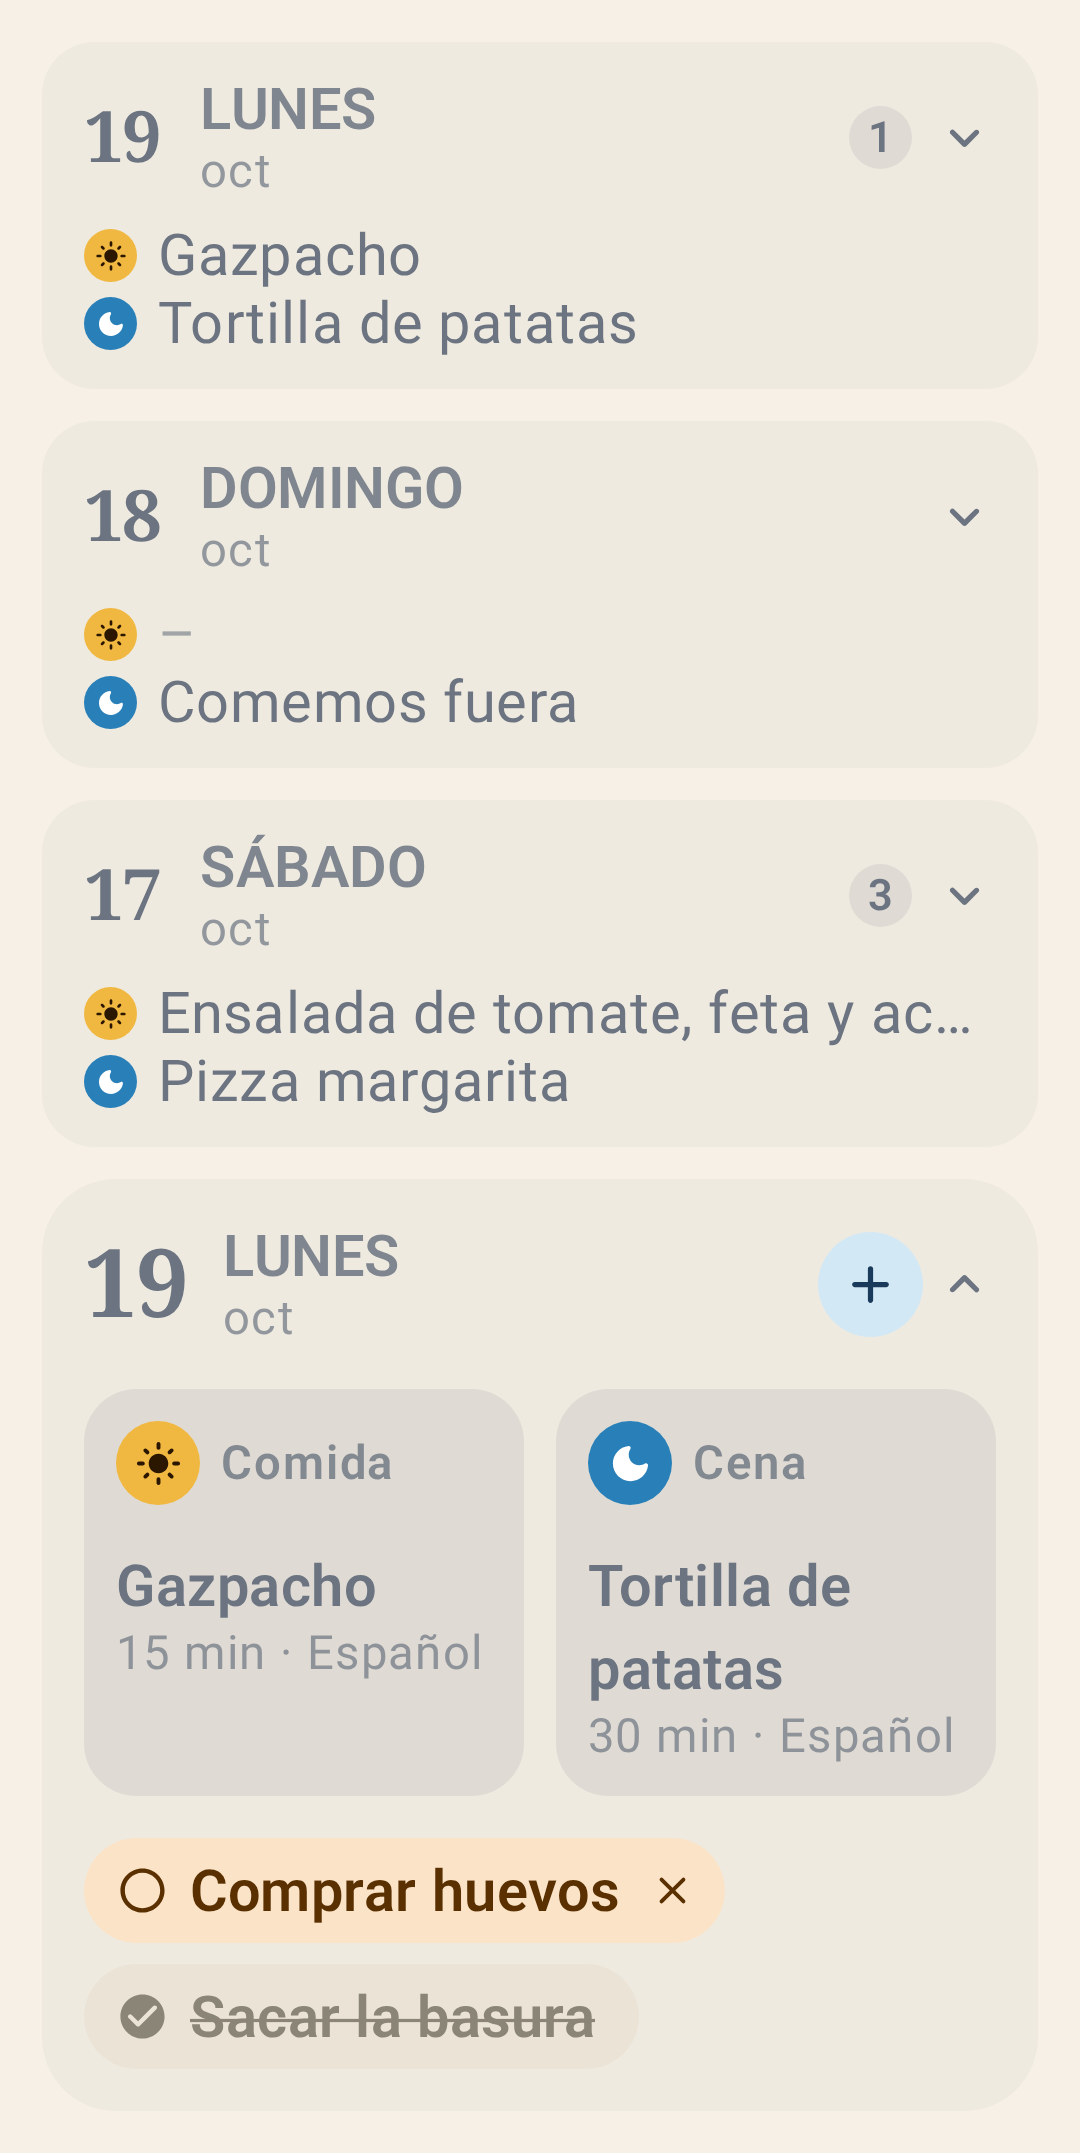 19 LUNES 1
oct
Gazpacho
Tortilla de patatas
18 DOMINGO
oct
–
Comemos fuera
17 SÁBADO 3
oct
Ensalada de tomate, feta y ac...
Pizza margarita
19 LUNES
oct
Comida
Gazpacho
15 min · Español
Cena
Tortilla de
patatas
30 min · Español
Comprar huevos
Sacar la basura